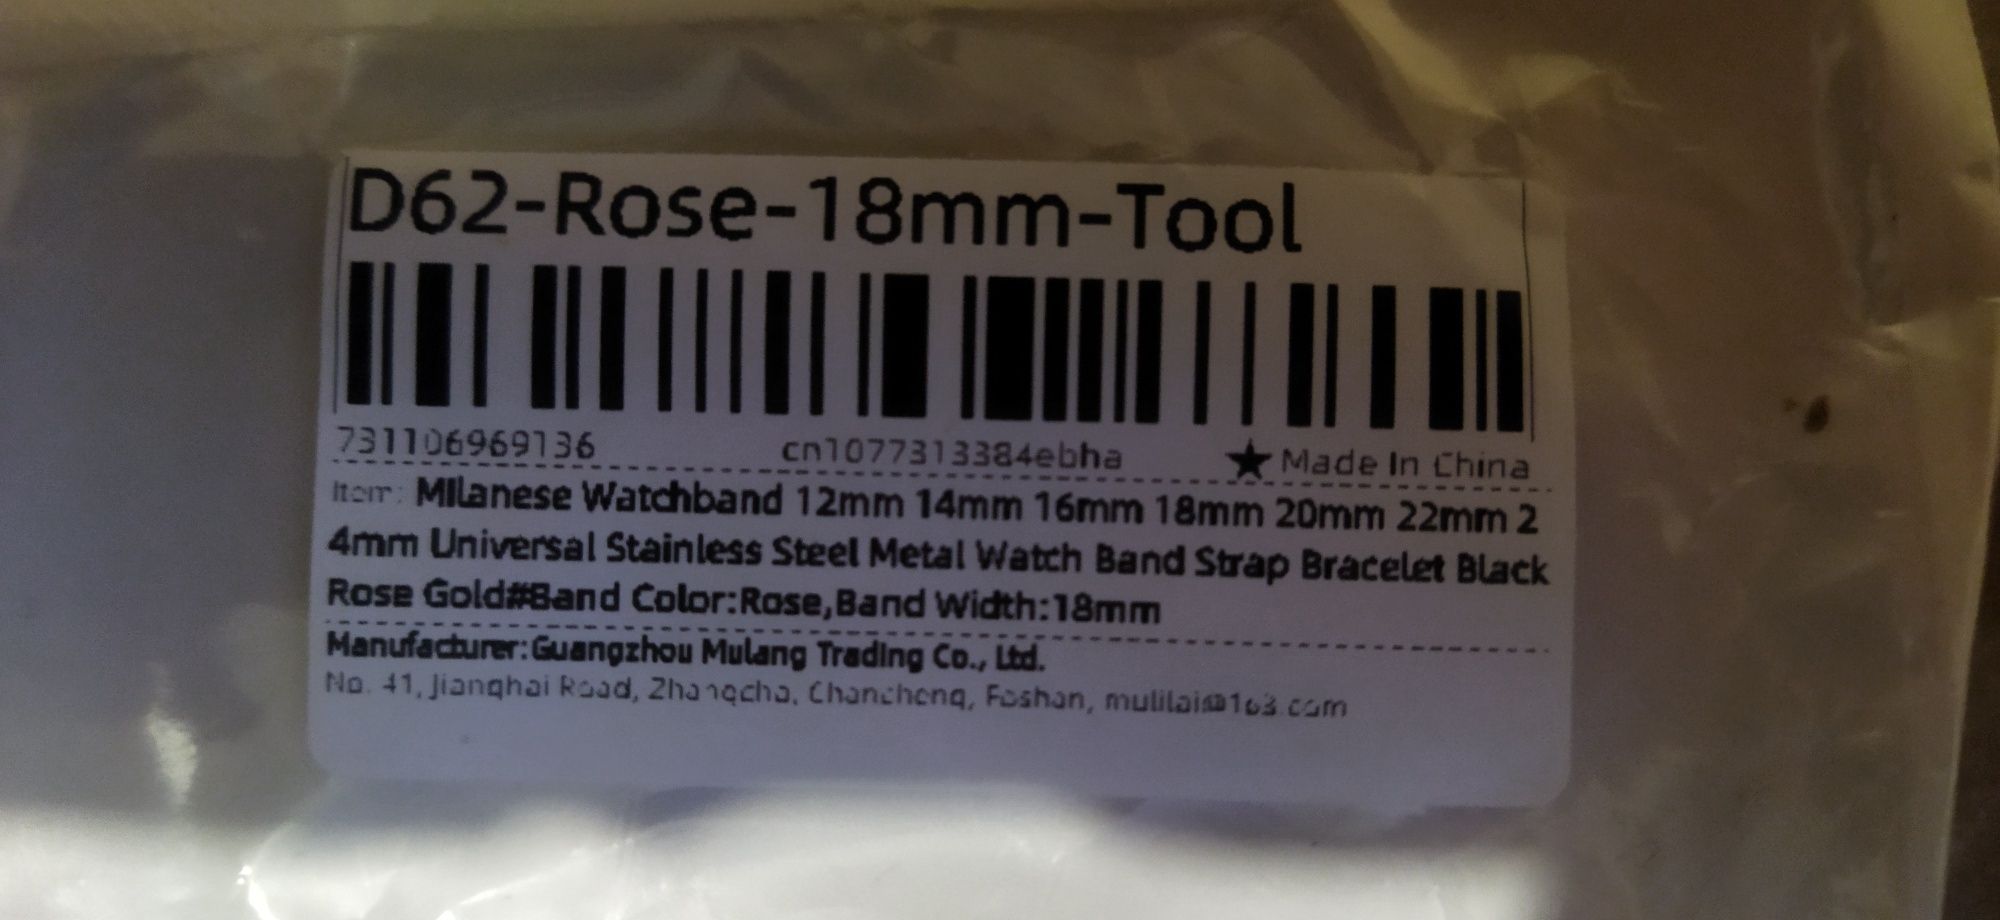 D62-Rose-18mm-Tool
731106969136 cn1077313384ebha ★ Made In China
Item: Milanese Watchband 12mm 14mm 16mm 18mm 20mm 22mm 2
4mm Universal Stainless Steel Metal Watch Band Strap Bracelet Black
Rose Gold#Band Color:Rose,Band Width:18mm
Manufacturer:Guangzhou Mulang Trading Co., Ltd.
No. 41, Jianghai Road, Zhangcha, Chancheng, Foshan, mulilai@163.com